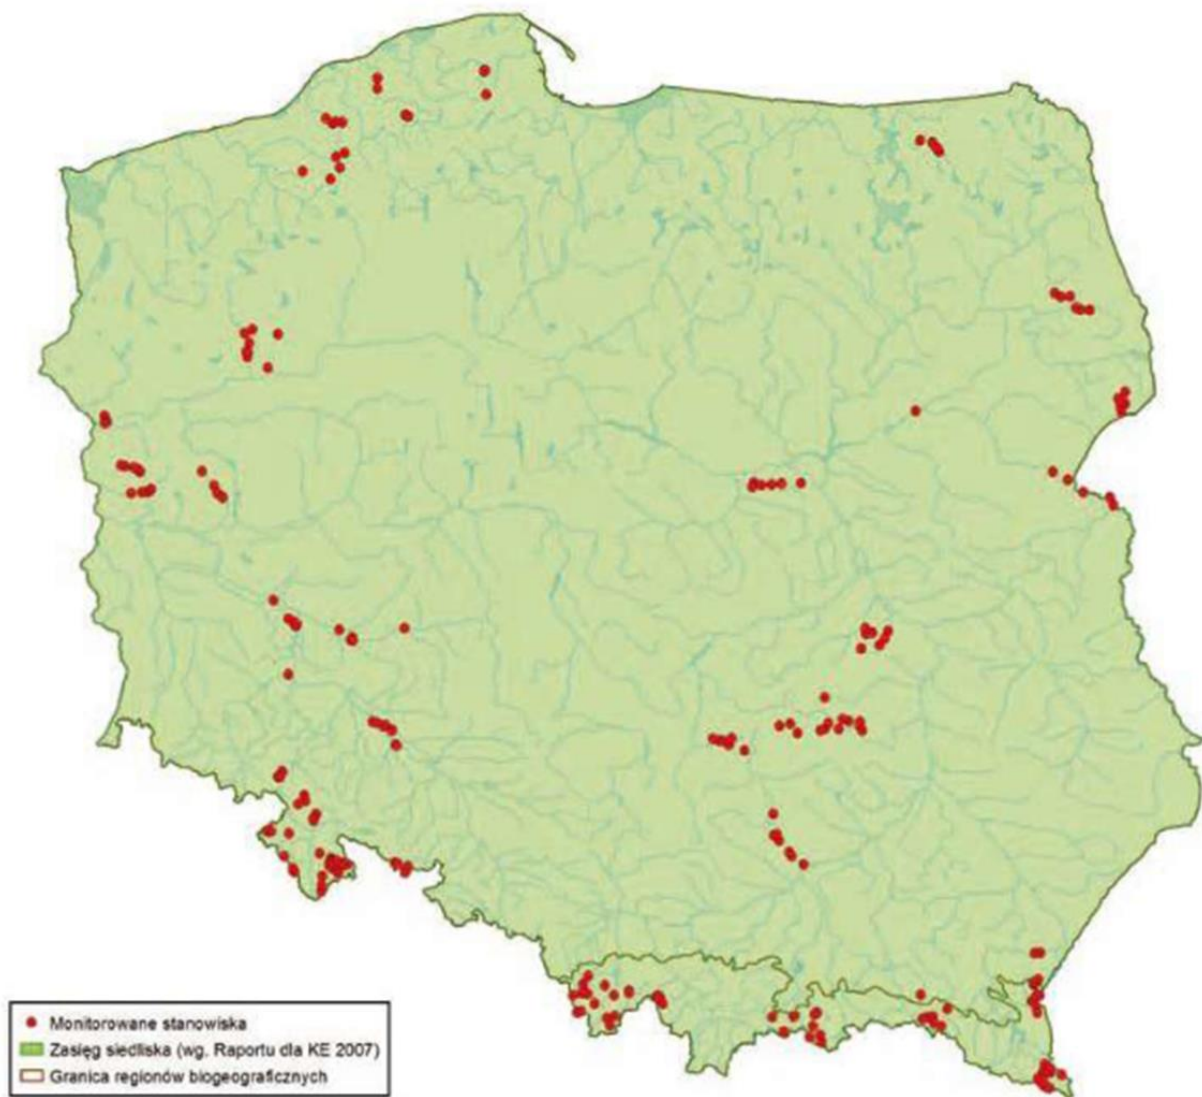 Monitorowane stanowiska
Zasięg siedliska (wg. Raportu dla KE 2007)
Granica regionów biogeograficznych